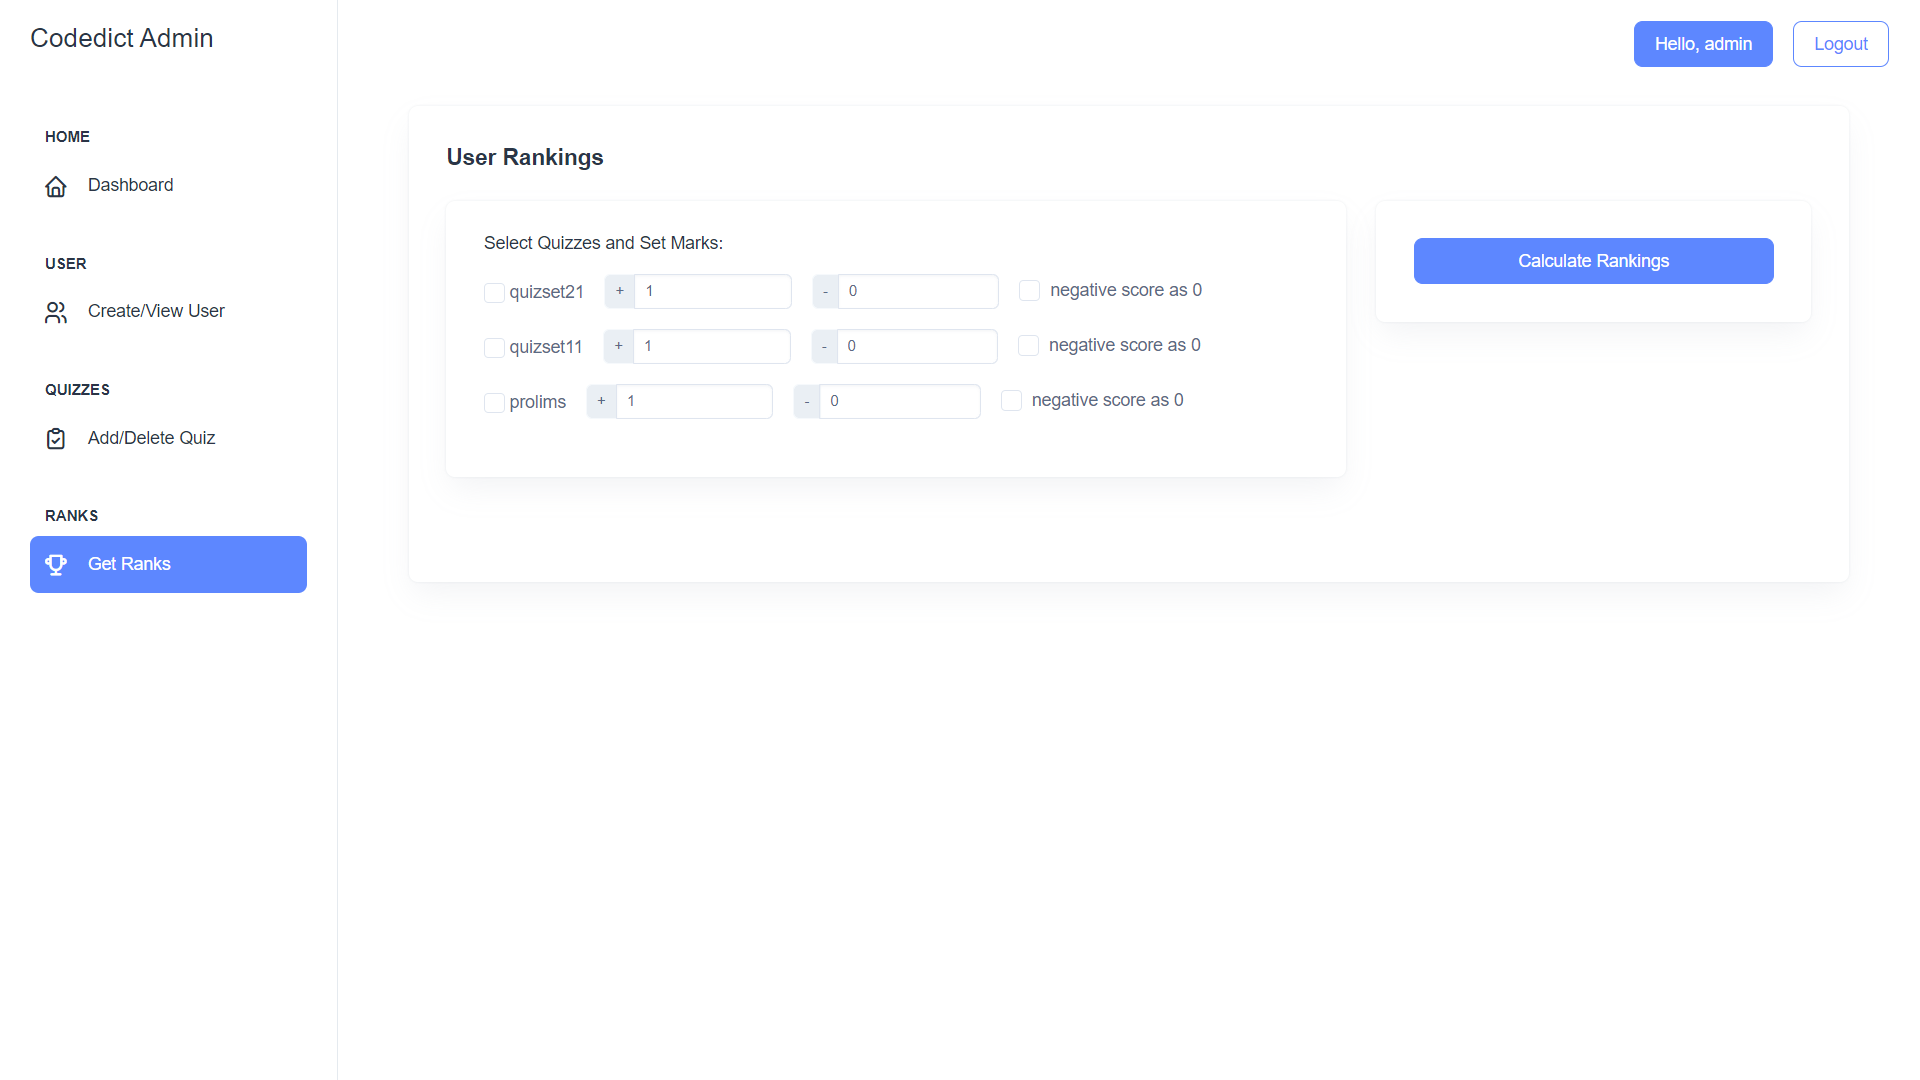 Codedict Admin
Hello, admin
Logout
HOME
Dashboard
USER
Create/View User
QUIZZES
Add/Delete Quiz
RANKS
Get Ranks
User Rankings
Select Quizzes and Set Marks:
quizset21 + 1 - 0 negative score as 0
quizset11 + 1 - 0 negative score as 0
prolims + 1 - 0 negative score as 0
Calculate Rankings